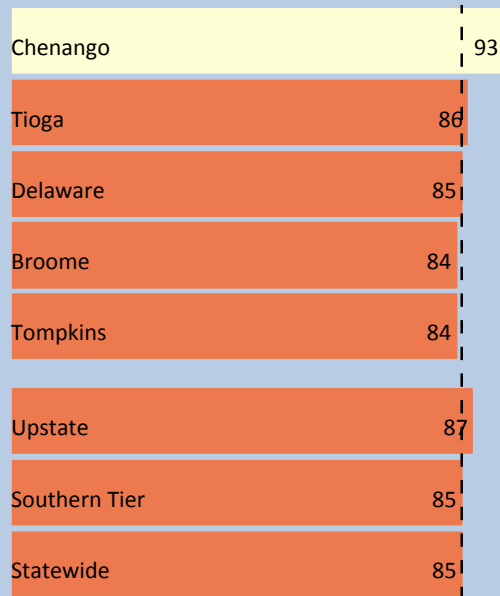 Chenango 93
Tioga 86
Delaware 85
Broome 84
Tompkins 84
Upstate 87
Southern Tier 85
Statewide 85